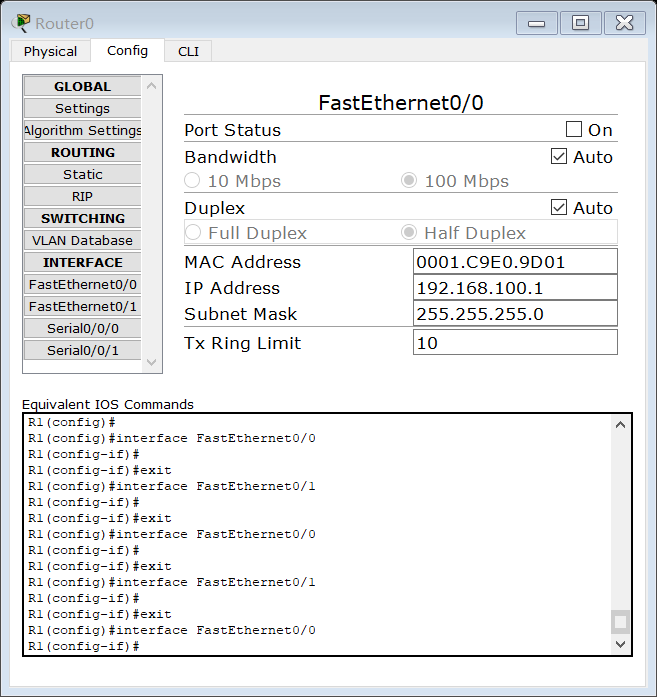 Router0
Physical Config CLI
GLOBAL
Settings
Algorithm Settings
ROUTING
Static
RIP
SWITCHING
VLAN Database
INTERFACE
FastEthernet0/0
FastEthernet0/1
Serial0/0/0
Serial0/0/1
FastEthernet0/0
Port Status On
Bandwidth Auto
10 Mbps 100 Mbps
Duplex Auto
Full Duplex Half Duplex
MAC Address 0001.C9E0.9D01
IP Address 192.168.100.1
Subnet Mask 255.255.255.0
Tx Ring Limit 10
Equivalent IOS Commands
R1(config)#
R1(config)#interface FastEthernet0/0
R1(config-if)#
R1(config-if)#exit
R1(config)#interface FastEthernet0/1
R1(config-if)#
R1(config-if)#exit
R1(config)#interface FastEthernet0/0
R1(config-if)#
R1(config-if)#exit
R1(config)#interface FastEthernet0/1
R1(config-if)#
R1(config-if)#exit
R1(config)#interface FastEthernet0/0
R1(config-if)#